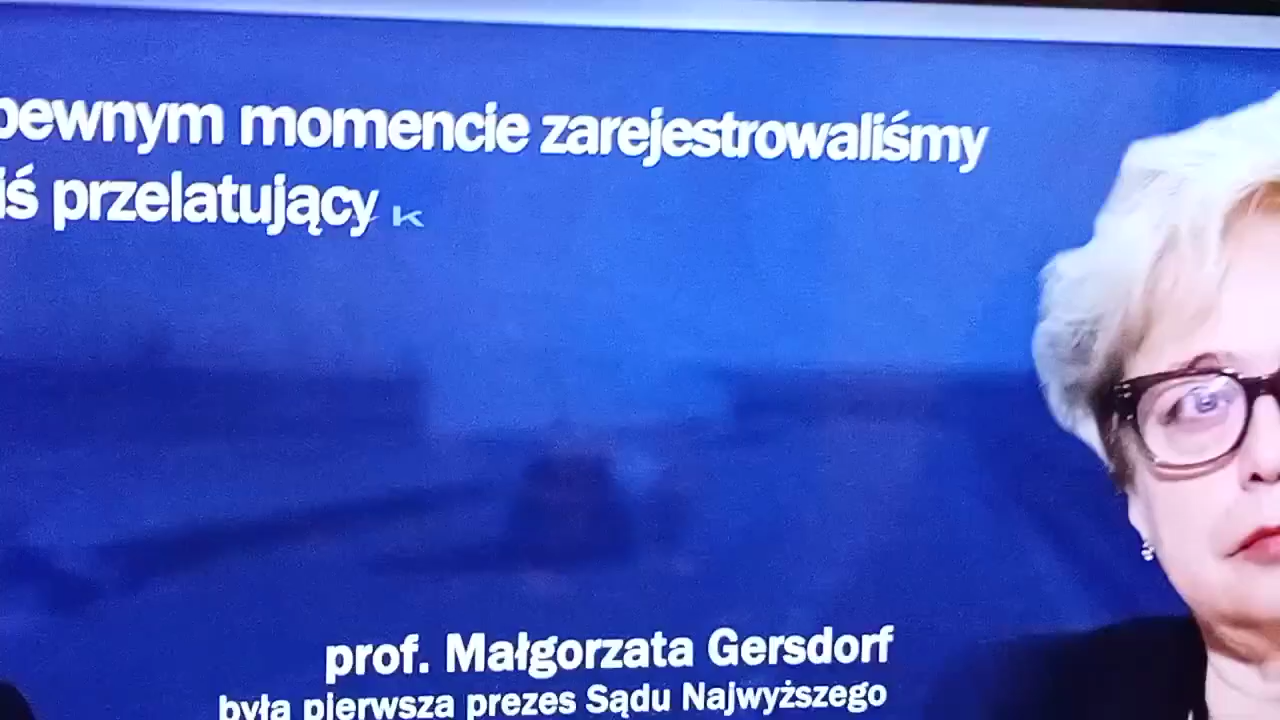 pewnym momencie zarejestrowaliśmy
iś przelatujący k
prof. Małgorzata Gersdorf
była pierwsza prezes Sądu Najwyższego